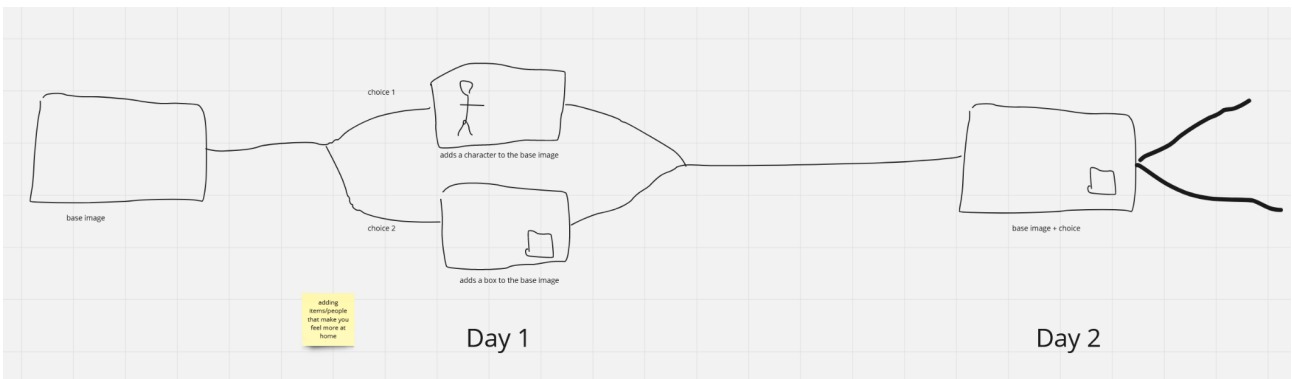 choice 1
adds a character to the base image
base image
choice 2
base image + choice
adds a box to the base image
adding
items/people
that make you
feel more at
home
Day 1
Day 2